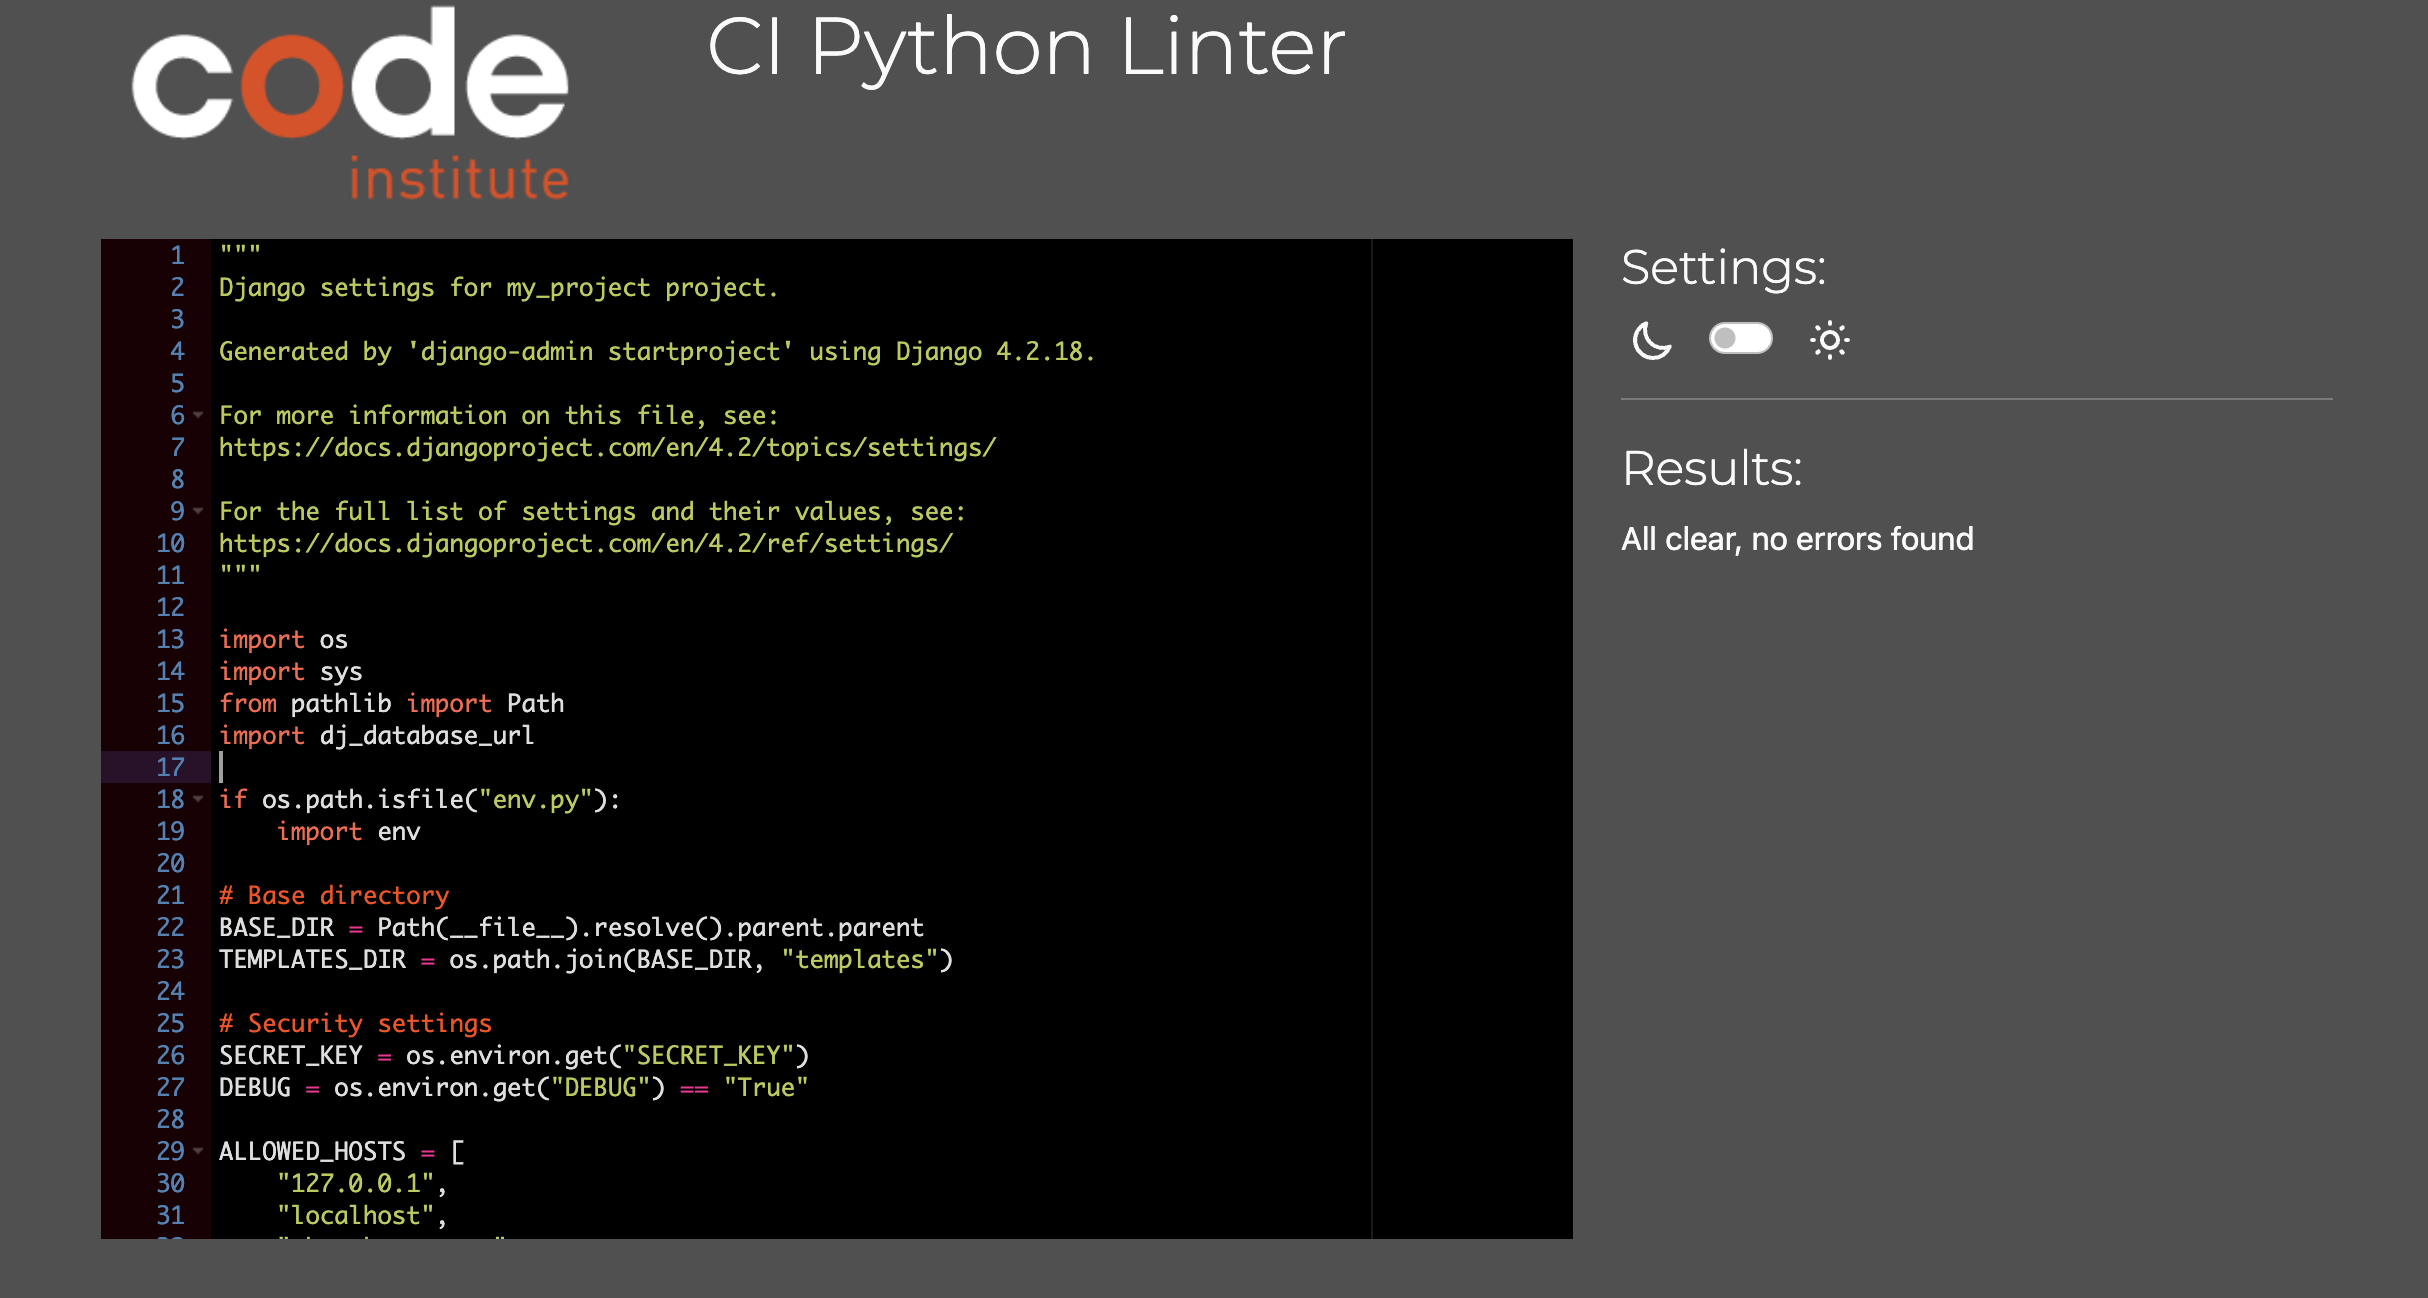 code
institute
CI Python Linter
1 """
2 Django settings for my_project project.
3
4 Generated by 'django-admin startproject' using Django 4.2.18.
5
6 For more information on this file, see:
7 https://docs.djangoproject.com/en/4.2/topics/settings/
8
9 For the full list of settings and their values, see:
10 https://docs.djangoproject.com/en/4.2/ref/settings/
11 """
12
13 import os
14 import sys
15 from pathlib import Path
16 import dj_database_url
17
18 if os.path.isfile("env.py"):
19     import env
20
21 # Base directory
22 BASE_DIR = Path(__file__).resolve().parent.parent
23 TEMPLATES_DIR = os.path.join(BASE_DIR, "templates")
24
25 # Security settings
26 SECRET_KEY = os.environ.get("SECRET_KEY")
27 DEBUG = os.environ.get("DEBUG") == "True"
28
29 ALLOWED_HOSTS = [
30     "127.0.0.1",
31     "localhost",
Settings:
Results:
All clear, no errors found